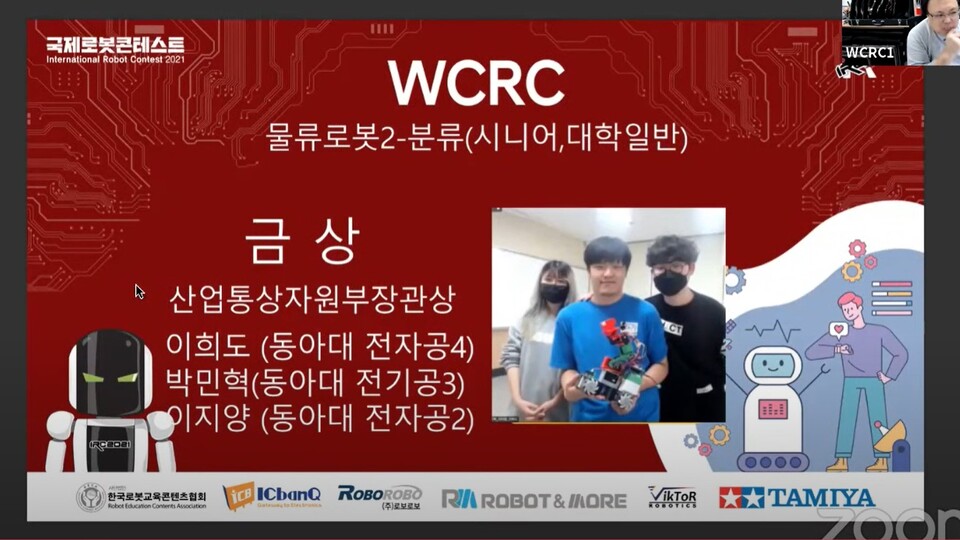 국제로봇콘테스트
International Robot Contest 2021
WCRC1
WCRC
물류로봇2-분류(시니어,대학일반)
금 상
산업통상자원부장관상
이희도 (동아대 전자공4)
박민혁(동아대 전기공3)
이지양 (동아대 전자공2)
IRC2021
한국로봇교육콘텐츠협회
Robot Education Contents Association
iCB ICbanQ
ROBOROBO
(주)로보로보
RM ROBOT & MORE
VikToR
ROBOTICS
TAMIYA
zoom